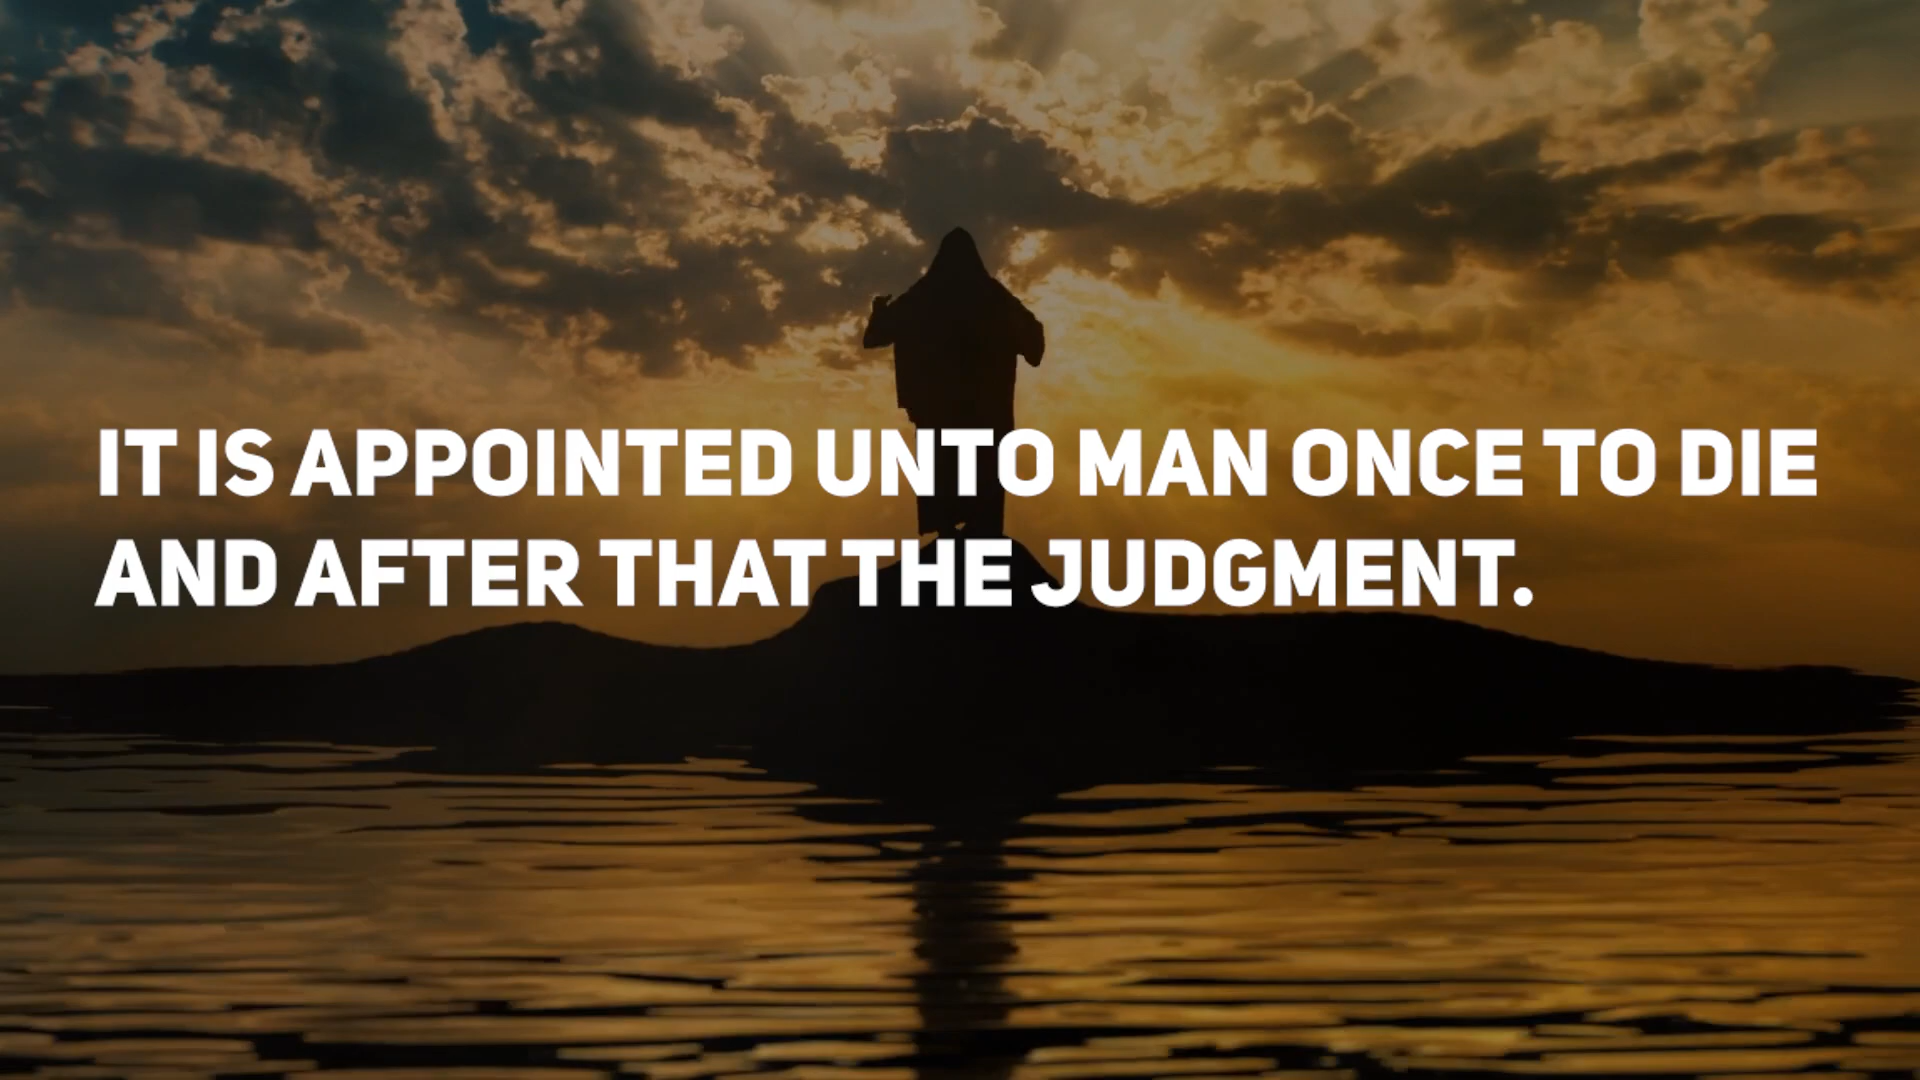 IT IS APPOINTED UNTO MAN ONCE TO DIE
AND AFTER THAT THE JUDGMENT.